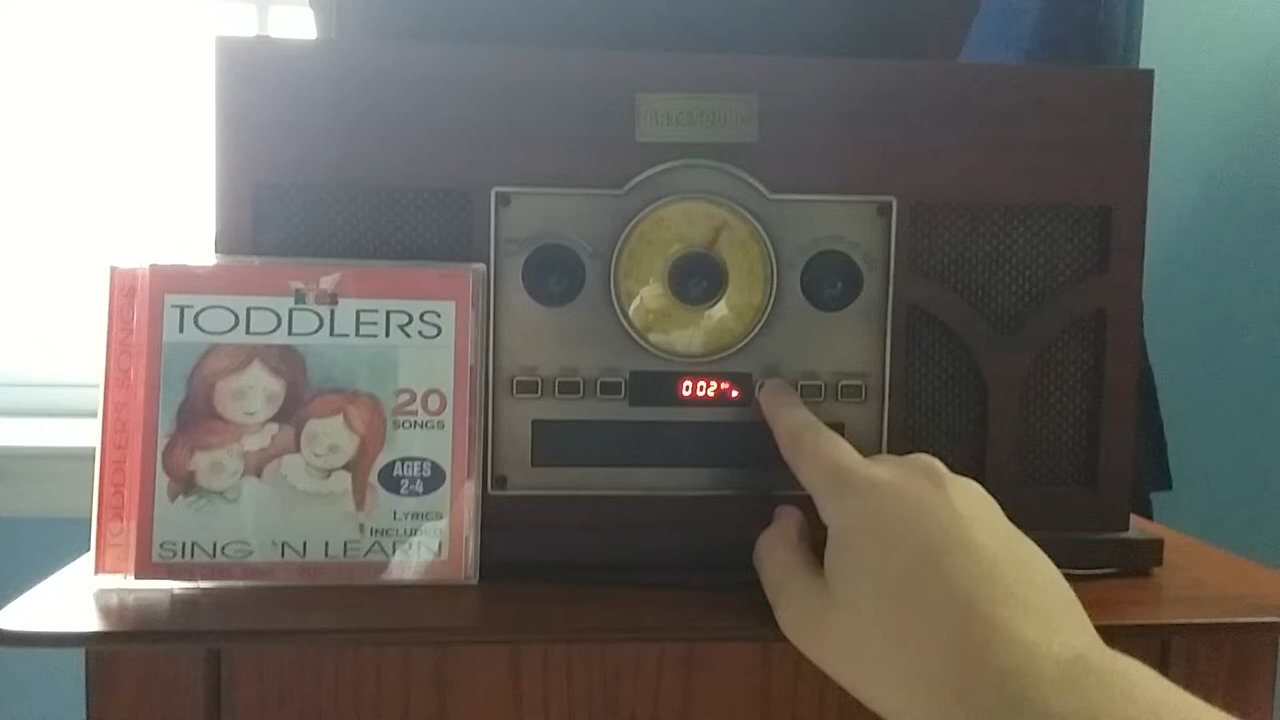 TODDLERS
20
SONGS
AGES
2-4
LYRICS
INCLUDED
SING 'N LEARN
TODDLERS SONGS
002